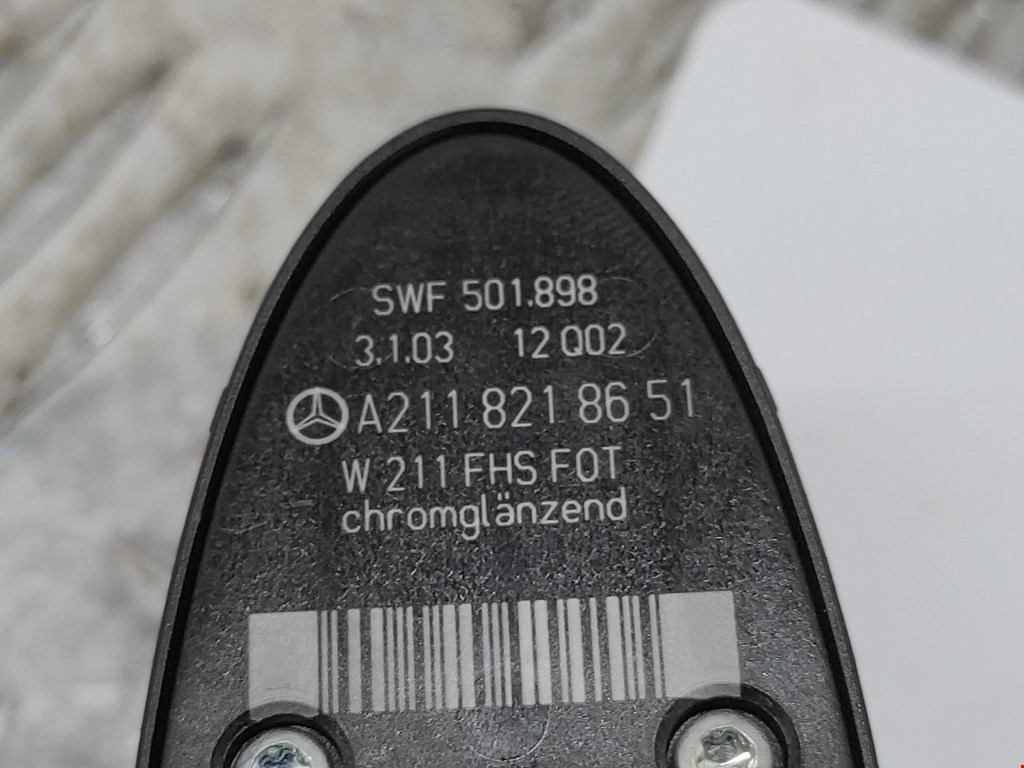 SWF 501.898
3.1.03 12 Q02
A211 821 86 51
W 211 FHS FOT
chromglänzend